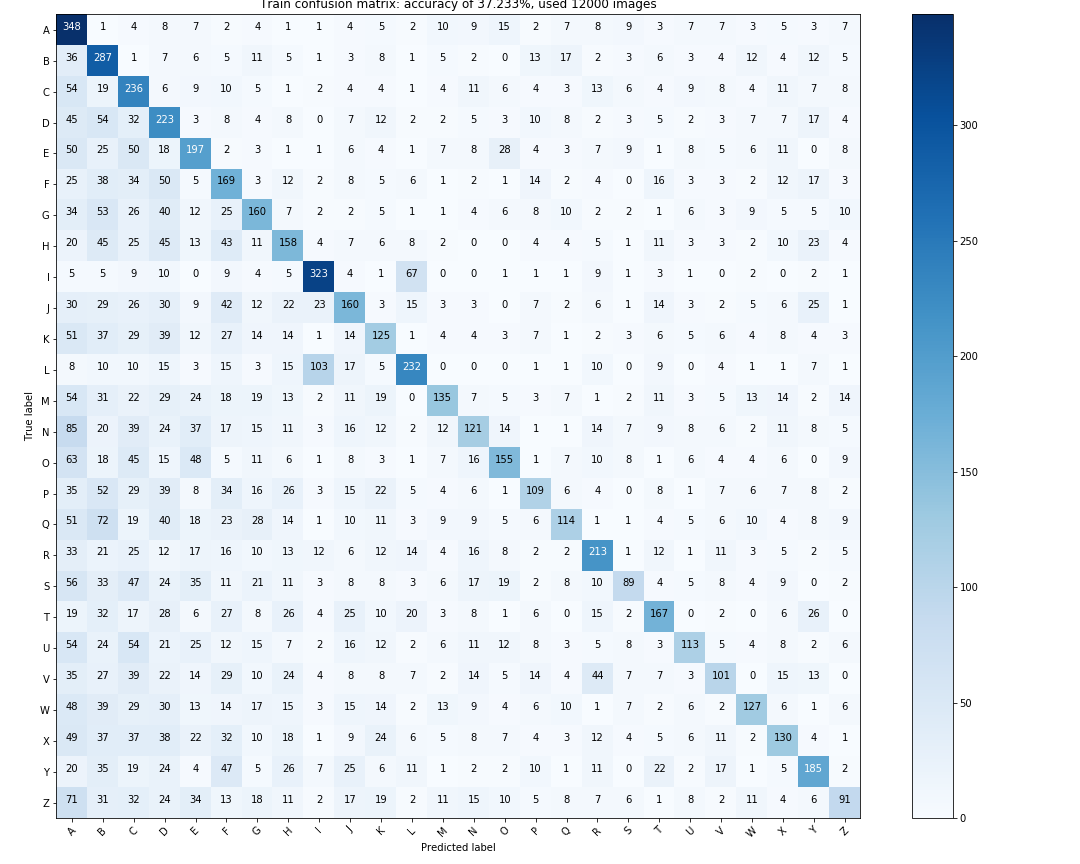 Train confusion matrix: accuracy of 37.233%, used 12000 images
A 348 1 4 8 7 2 4 1 1 4 5 2 10 9 15 2 7 8 9 3 7 7 3 5 3 7
B 36 287 1 7 6 5 11 5 1 3 8 1 5 2 0 13 17 2 3 6 3 4 12 4 12 5
C 54 19 236 6 9 10 5 1 2 4 4 1 4 11 6 4 3 13 6 4 9 8 4 11 7 8
D 45 54 32 223 3 8 4 8 0 7 12 2 2 5 3 10 8 2 3 5 2 3 7 7 17 4
E 50 25 50 18 197 2 3 1 1 6 4 1 7 8 28 4 3 7 9 1 8 5 6 11 0 8
F 25 38 34 50 5 169 3 12 2 8 5 6 1 2 1 14 2 4 0 16 3 3 2 12 17 3
G 34 53 26 40 12 25 160 7 2 2 5 1 1 4 6 8 10 2 2 1 6 3 9 5 5 10
H 20 45 25 45 13 43 11 158 4 7 6 8 2 0 0 4 4 5 1 11 3 3 2 10 23 4
I 5 5 9 10 0 9 4 5 323 4 1 67 0 0 1 1 1 9 1 3 1 0 2 0 2 1
J 30 29 26 30 9 42 12 22 23 160 3 15 3 3 0 7 2 6 1 14 3 2 5 6 25 1
K 51 37 29 39 12 27 14 14 1 14 125 1 4 4 3 7 1 2 3 6 5 6 4 8 4 3
L 8 10 10 15 3 15 3 15 103 17 5 232 0 0 0 1 1 10 0 9 0 4 1 1 7 1
M 54 31 22 29 24 18 19 13 2 11 19 0 135 7 5 3 7 1 2 11 3 5 13 14 2 14
N 85 20 39 24 37 17 15 11 3 16 12 2 12 121 14 1 1 14 7 9 8 6 2 11 8 5
O 63 18 45 15 48 5 11 6 1 8 3 1 7 16 155 1 7 10 8 1 6 4 4 6 0 9
P 35 52 29 39 8 34 16 26 3 15 22 5 4 6 1 109 6 4 0 8 1 7 6 7 8 2
Q 51 72 19 40 18 23 28 14 1 10 11 3 9 9 5 6 114 1 1 4 5 6 10 4 8 9
R 33 21 25 12 17 16 10 13 12 6 12 14 4 16 8 2 2 213 1 12 1 11 3 5 2 5
S 56 33 47 24 35 11 21 11 3 8 8 3 6 17 19 2 8 10 89 4 5 8 4 9 0 2
T 19 32 17 28 6 27 8 26 4 25 10 20 3 8 1 6 0 15 2 167 0 2 0 6 26 0
U 54 24 54 21 25 12 15 7 2 16 12 2 6 11 12 8 3 5 8 3 113 5 4 8 2 6
V 35 27 39 22 14 29 10 24 4 8 8 7 2 14 5 14 4 44 7 7 3 101 0 15 13 0
W 48 39 29 30 13 14 17 15 3 15 14 2 13 9 4 6 10 1 7 2 6 2 127 6 1 6
X 49 37 37 38 22 32 10 18 1 9 24 6 5 8 7 4 3 12 4 5 6 11 2 130 4 1
Y 20 35 19 24 4 47 5 26 7 25 6 11 1 2 2 10 1 11 0 22 2 17 1 5 185 2
Z 71 31 32 24 34 13 18 11 2 17 19 2 11 15 10 5 8 7 6 1 8 2 11 4 6 91
A B C D E F G H I J K L M N O P Q R S T U V W X Y Z
Predicted label
True label
300
250
200
150
100
50
0